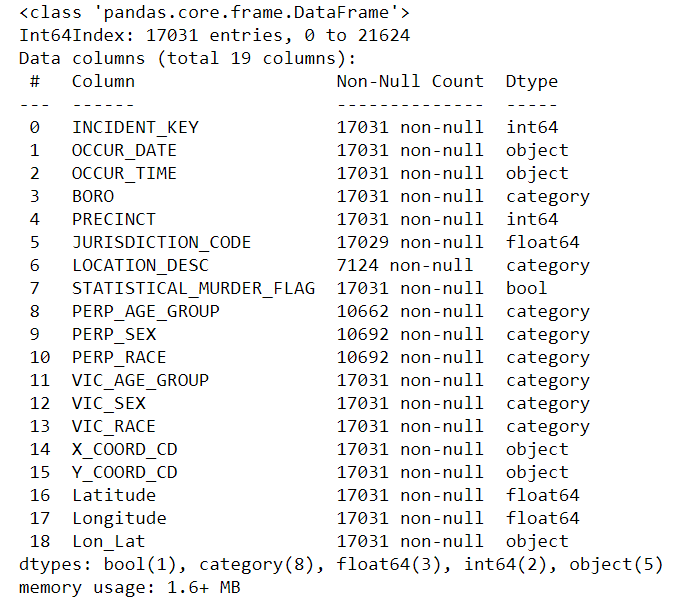 <class 'pandas.core.frame.DataFrame'>
Int64Index: 17031 entries, 0 to 21624
Data columns (total 19 columns):
 #   Column                   Non-Null Count  Dtype
---  ------                   --------------  -----
 0   INCIDENT_KEY             17031 non-null  int64
 1   OCCUR_DATE               17031 non-null  object
 2   OCCUR_TIME               17031 non-null  object
 3   BORO                     17031 non-null  category
 4   PRECINCT                 17031 non-null  int64
 5   JURISDICTION_CODE        17029 non-null  float64
 6   LOCATION_DESC            7124 non-null   category
 7   STATISTICAL_MURDER_FLAG  17031 non-null  bool
 8   PERP_AGE_GROUP           10662 non-null  category
 9   PERP_SEX                 10692 non-null  category
 10  PERP_RACE                10692 non-null  category
 11  VIC_AGE_GROUP            17031 non-null  category
 12  VIC_SEX                  17031 non-null  category
 13  VIC_RACE                 17031 non-null  category
 14  X_COORD_CD               17031 non-null  object
 15  Y_COORD_CD               17031 non-null  object
 16  Latitude                 17031 non-null  float64
 17  Longitude                17031 non-null  float64
 18  Lon_Lat                  17031 non-null  object
dtypes: bool(1), category(8), float64(3), int64(2), object(5)
memory usage: 1.6+ MB